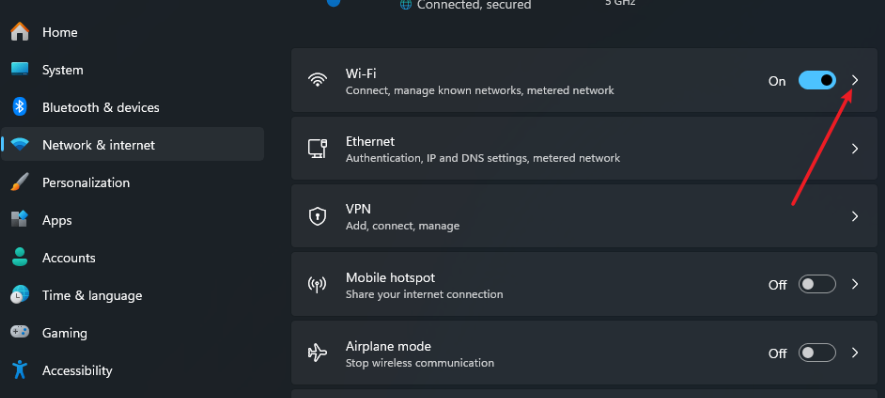 Connected, secured
5 GHz
Home
System
Bluetooth & devices
Network & internet
Personalization
Apps
Accounts
Time & language
Gaming
Accessibility
Wi-Fi
Connect, manage known networks, metered network
On
Ethernet
Authentication, IP and DNS settings, metered network
VPN
Add, connect, manage
Mobile hotspot
Share your internet connection
Off
Airplane mode
Stop wireless communication
Off